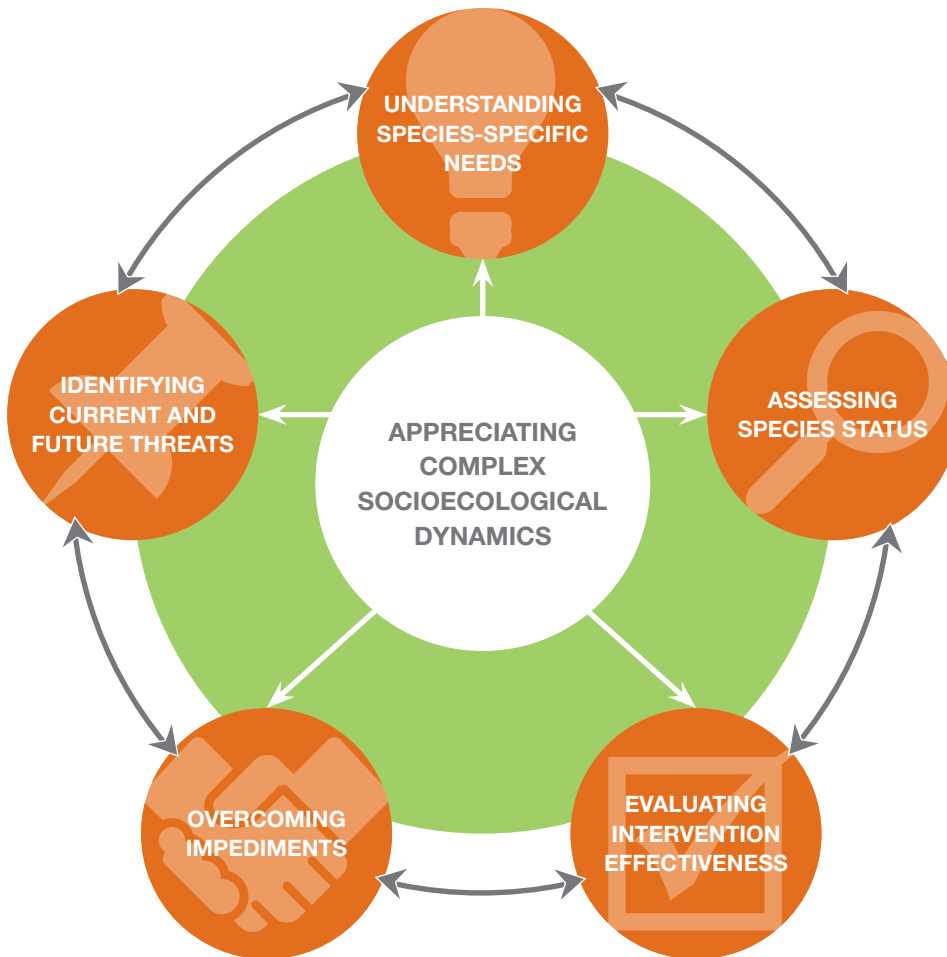 UNDERSTANDING
SPECIES-SPECIFIC
NEEDS
IDENTIFYING
CURRENT AND
FUTURE THREATS
ASSESSING
SPECIES STATUS
APPRECIATING
COMPLEX
SOCIOECOLOGICAL
DYNAMICS
OVERCOMING
IMPEDIMENTS
EVALUATING
INTERVENTION
EFFECTIVENESS